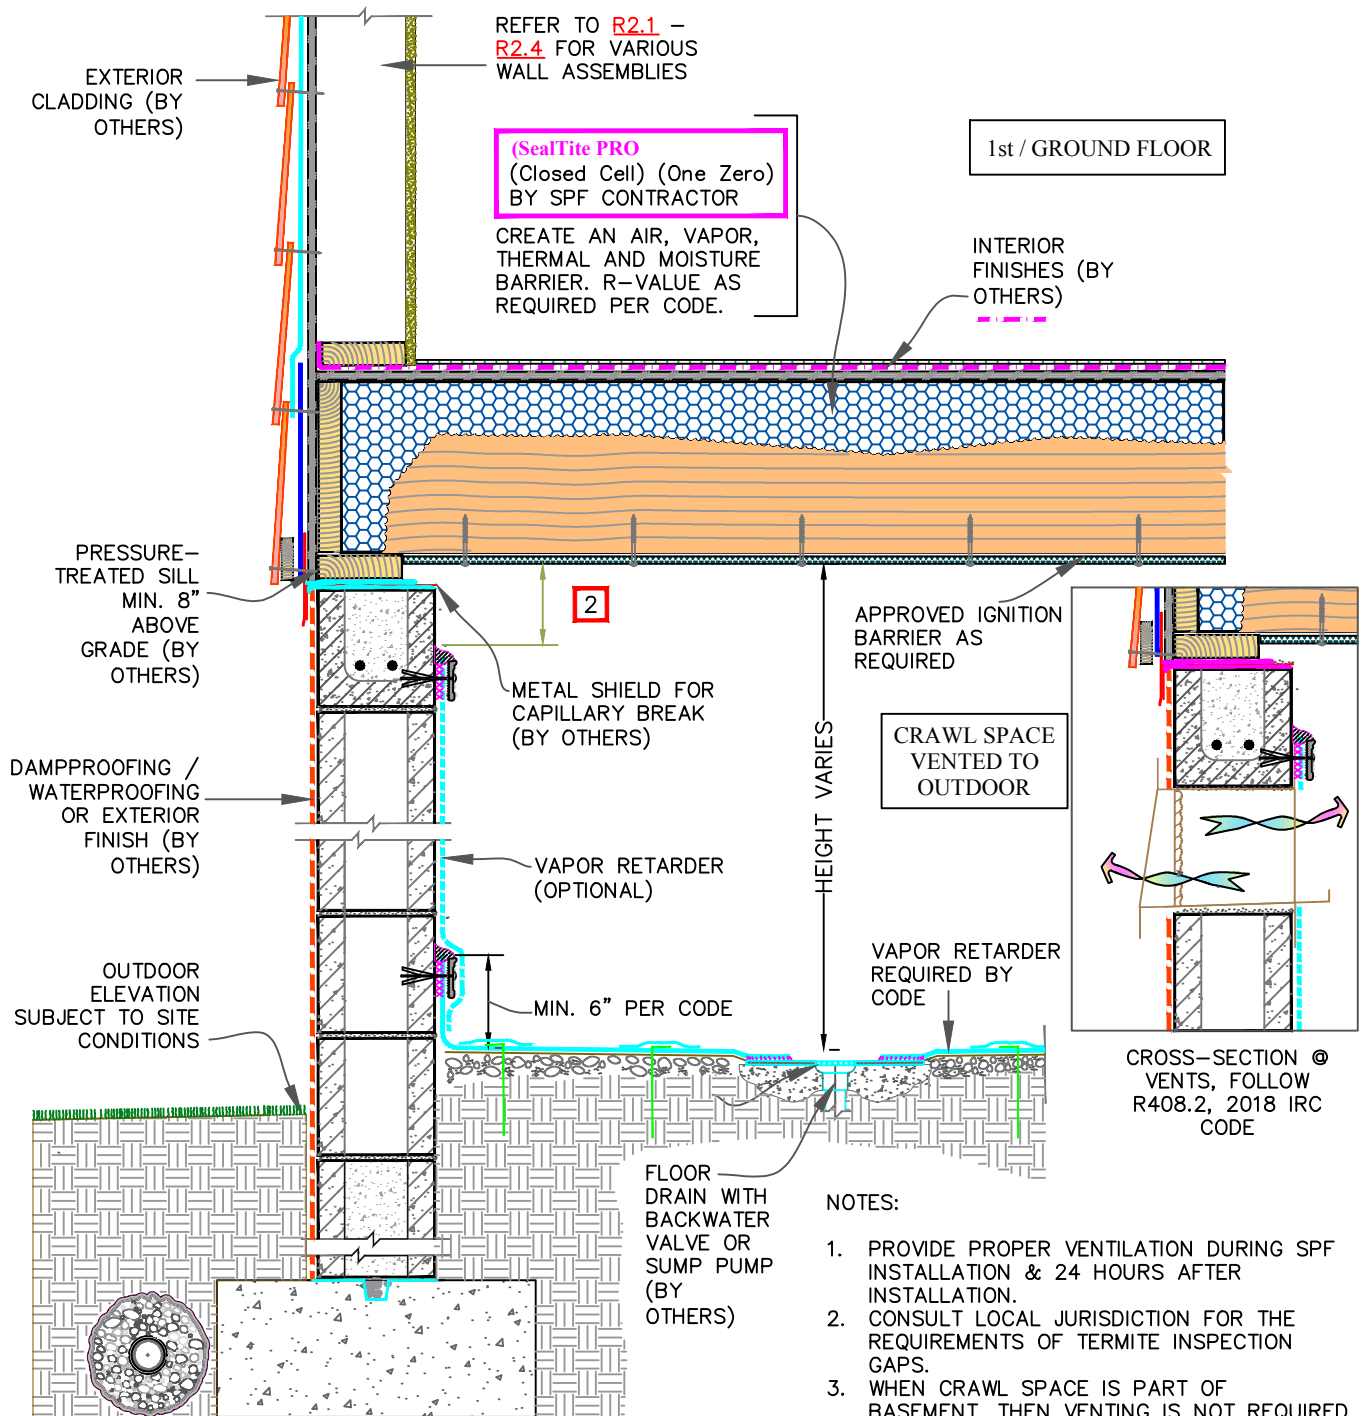 REFER TO R2.1 –
R2.4 FOR VARIOUS
WALL ASSEMBLIES
EXTERIOR
CLADDING (BY
OTHERS)
(SealTite PRO
(Closed Cell) (One Zero)
BY SPF CONTRACTOR
CREATE AN AIR, VAPOR,
THERMAL AND MOISTURE
BARRIER. R–VALUE AS
REQUIRED PER CODE.
1st / GROUND FLOOR
INTERIOR
FINISHES (BY
OTHERS)
PRESSURE–
TREATED SILL
MIN. 8”
ABOVE
GRADE (BY
OTHERS)
2
APPROVED IGNITION
BARRIER AS
REQUIRED
METAL SHIELD FOR
CAPILLARY BREAK
(BY OTHERS)
CRAWL SPACE
VENTED TO
OUTDOOR
HEIGHT VARIES
DAMPPROOFING /
WATERPROOFING
OR EXTERIOR
FINISH (BY
OTHERS)
VAPOR RETARDER
(OPTIONAL)
VAPOR RETARDER
REQUIRED BY
CODE
OUTDOOR
ELEVATION
SUBJECT TO SITE
CONDITIONS
MIN. 6” PER CODE
CROSS–SECTION @
VENTS, FOLLOW
R408.2, 2018 IRC
CODE
FLOOR
DRAIN WITH
BACKWATER
VALVE OR
SUMP PUMP
(BY
OTHERS)
NOTES:
1. PROVIDE PROPER VENTILATION DURING SPF
INSTALLATION & 24 HOURS AFTER
INSTALLATION.
2. CONSULT LOCAL JURISDICTION FOR THE
REQUIREMENTS OF TERMITE INSPECTION
GAPS.
3. WHEN CRAWL SPACE IS PART OF
BASEMENT, THEN VENTING IS NOT REQUIRED